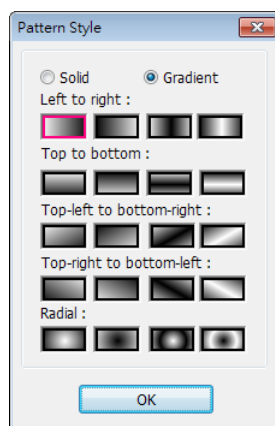 Pattern Style
Solid Gradient
Left to right :
Top to bottom :
Top-left to bottom-right :
Top-right to bottom-left :
Radial :
OK